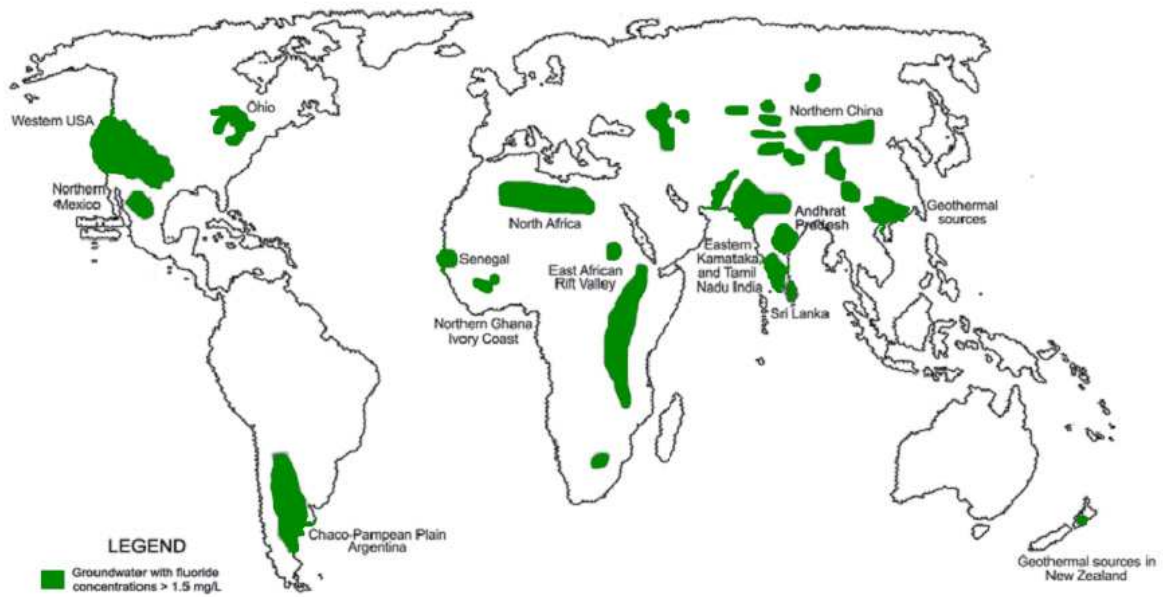 Ohio
Western USA
Northern China
Northern
Mexico
North Africa
Andhrat
Pradesh
Geothermal
sources
Senegal
East African
Rift Valley
Eastern
Karnataka,
and Tamil
Nadu India
Sri Lanka
Northern Ghana
Ivory Coast
Chaco-Pampean Plain
Argentina
LEGEND
Groundwater with fluoride
concentrations > 1.5 mg/L
Geothermal sources in
New Zealand